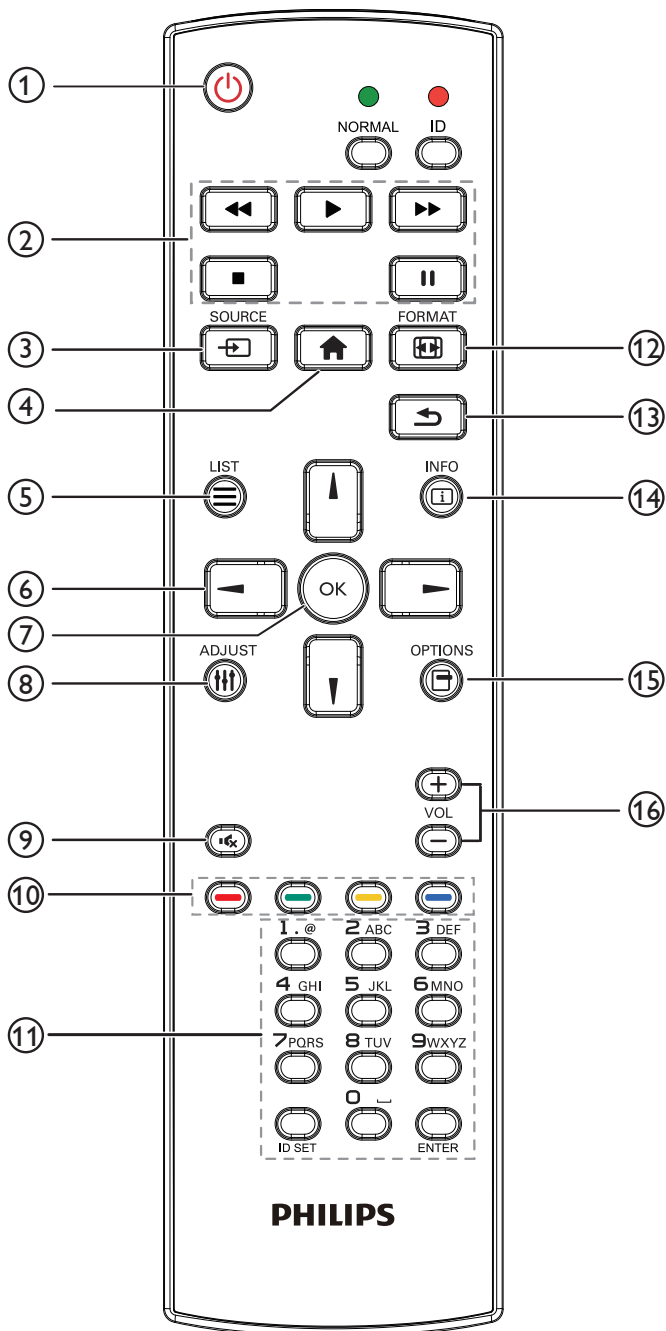 ①
NORMAL ID
②
SOURCE FORMAT
③ ⑫
④
⑬
LIST INFO
⑤ i ⑭
⑥ OK
⑦
ADJUST OPTIONS
⑧ ⑮
+
VOL ⑯
⑨ −
⑩
1 . @ 2 ABC 3 DEF
4 GHI 5 JKL 6 MNO
⑪ 7 PQRS 8 TUV 9 WXYZ
0 ⎵
ID SET ENTER
PHILIPS